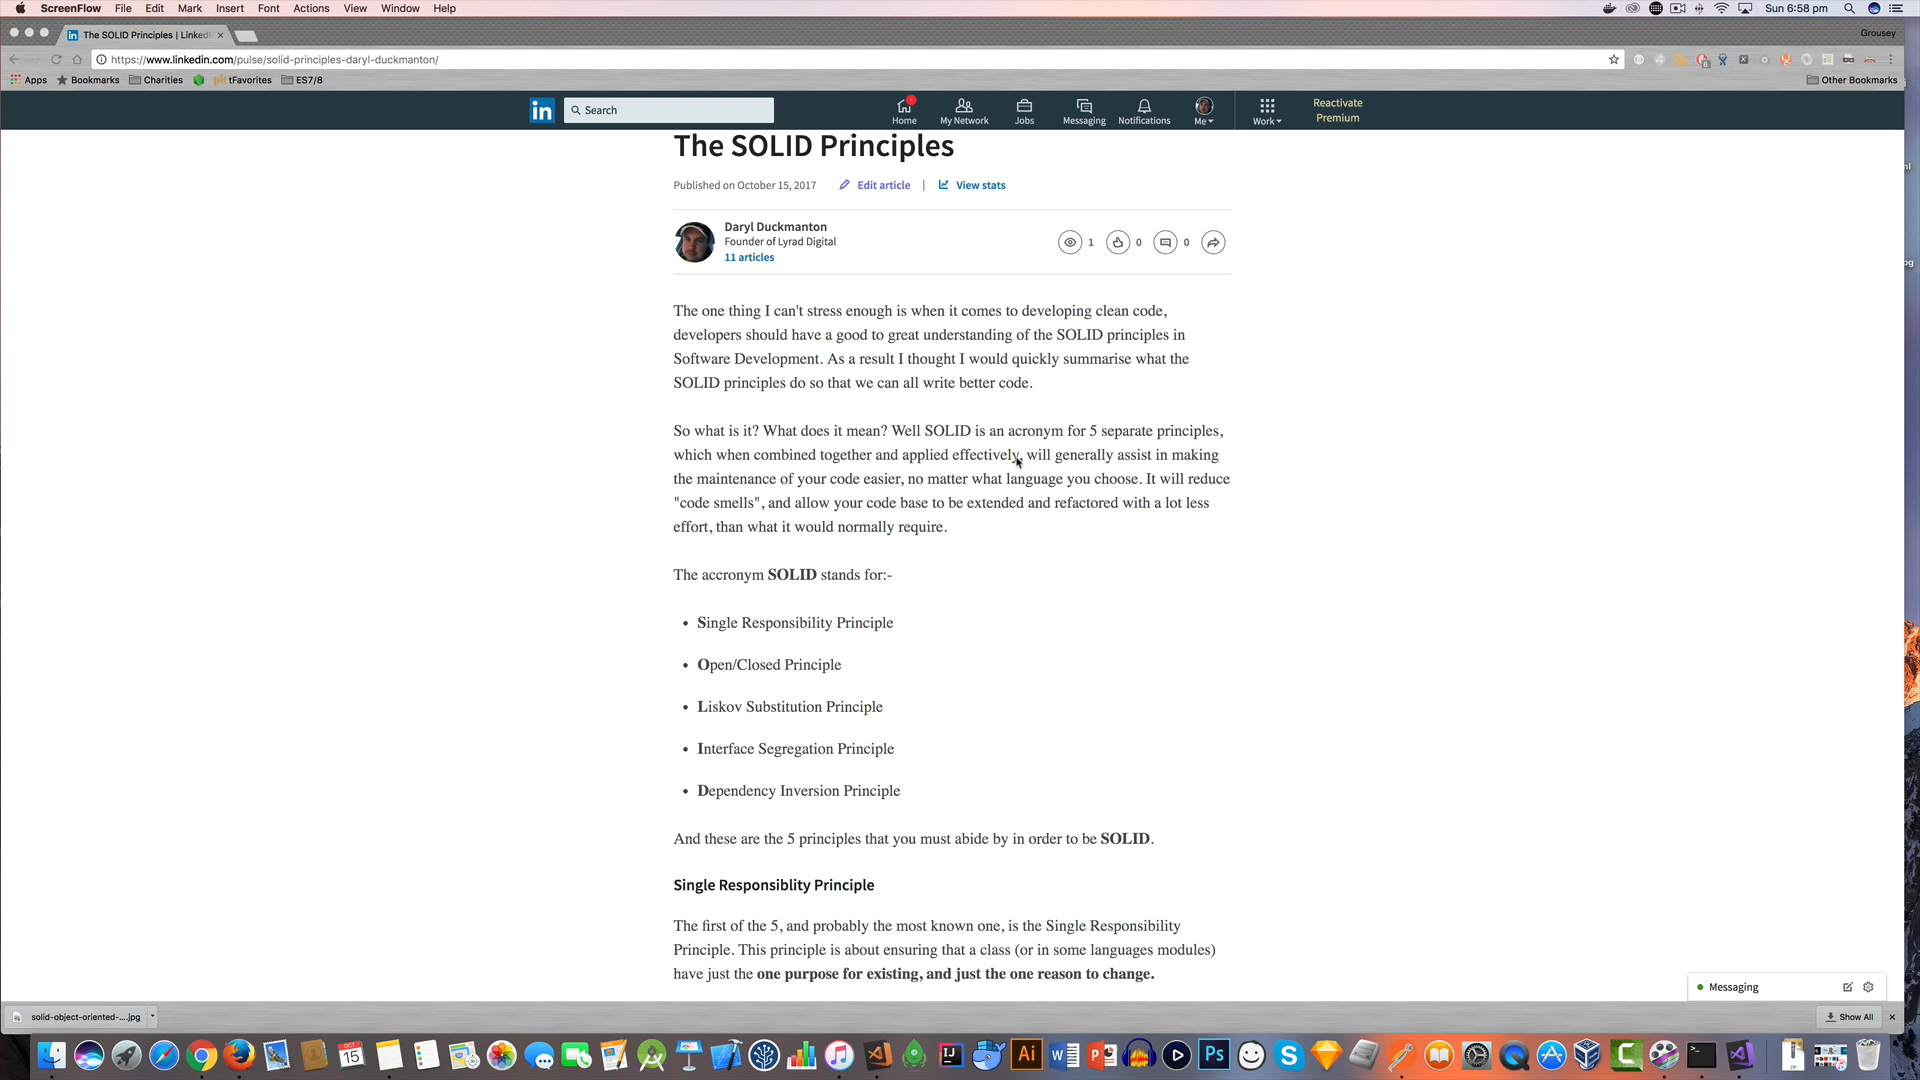 ScreenFlow File Edit Mark Insert Font Actions View Window Help
Sun 6:58 pm
The SOLID Principles | Linked
Grousey
https://www.linkedin.com/pulse/solid-principles-daryl-duckmanton/
Apps Bookmarks Charities tFavorites ES7/8 Other Bookmarks
in Search Home My Network Jobs Messaging Notifications Me Work
Reactivate
Premium
The SOLID Principles
Published on October 15, 2017 Edit article | View stats
Daryl Duckmanton
Founder of Lyrad Digital
11 articles
1 0 0
The one thing I can't stress enough is when it comes to developing clean code,
developers should have a good to great understanding of the SOLID principles in
Software Development. As a result I thought I would quickly summarise what the
SOLID principles do so that we can all write better code.
So what is it? What does it mean? Well SOLID is an acronym for 5 separate principles,
which when combined together and applied effectively, will generally assist in making
the maintenance of your code easier, no matter what language you choose. It will reduce
"code smells", and allow your code base to be extended and refactored with a lot less
effort, than what it would normally require.
The accronym SOLID stands for:-
• Single Responsibility Principle
• Open/Closed Principle
• Liskov Substitution Principle
• Interface Segregation Principle
• Dependency Inversion Principle
And these are the 5 principles that you must abide by in order to be SOLID.
Single Responsiblity Principle
The first of the 5, and probably the most known one, is the Single Responsibility
Principle. This principle is about ensuring that a class (or in some languages modules)
have just the one purpose for existing, and just the one reason to change.
Messaging
solid-object-oriented-....jpg
Show All
OCT
15
Ai
Ps